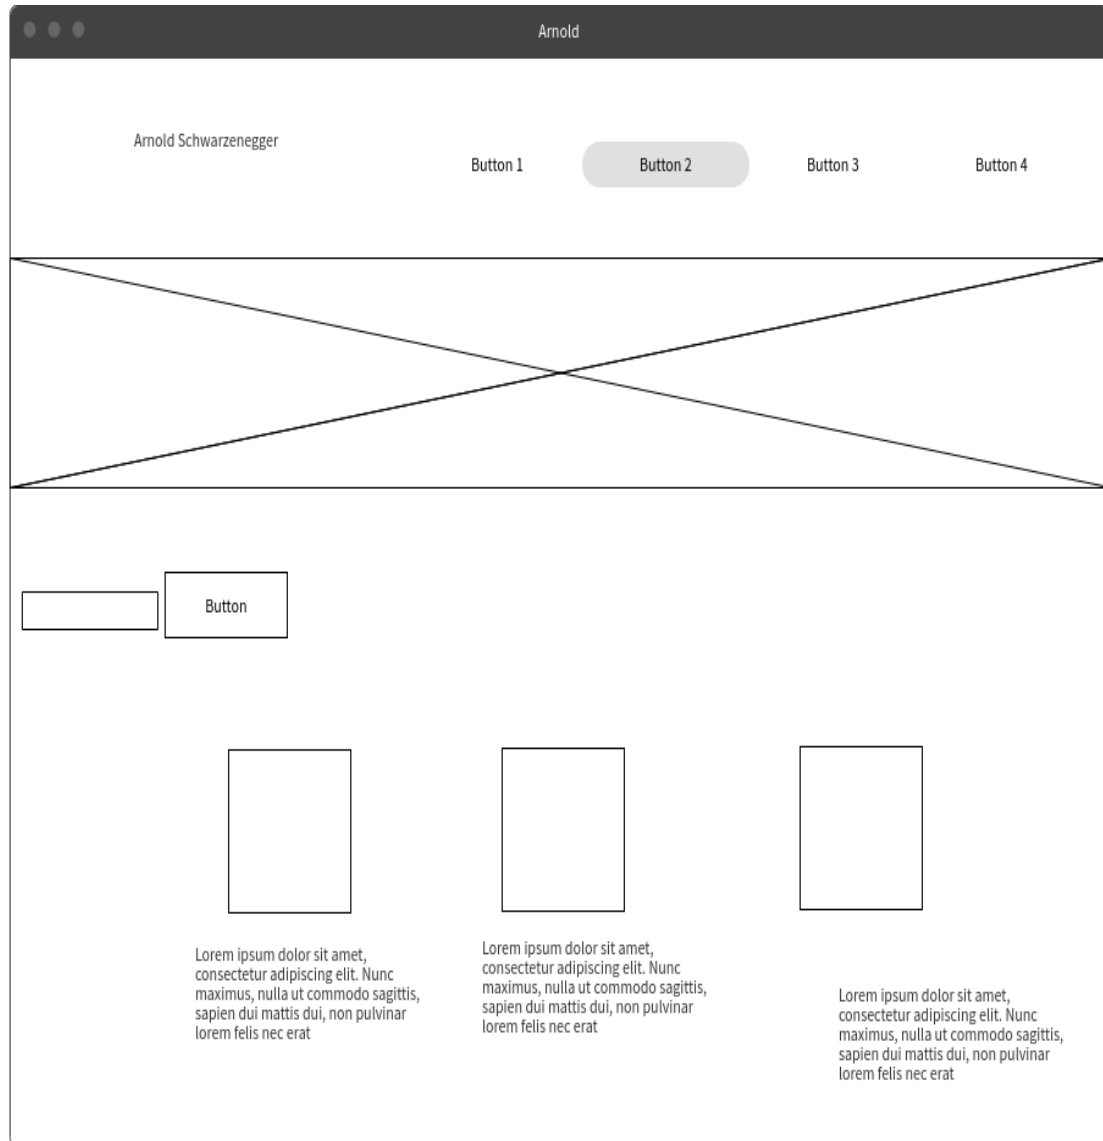 Arnold
Arnold Schwarzenegger
Button 1
Button 2
Button 3
Button 4
Button
Lorem ipsum dolor sit amet,
consectetur adipiscing elit. Nunc
maximus, nulla ut commodo sagittis,
sapien dui mattis dui, non pulvinar
lorem felis nec erat
Lorem ipsum dolor sit amet,
consectetur adipiscing elit. Nunc
maximus, nulla ut commodo sagittis,
sapien dui mattis dui, non pulvinar
lorem felis nec erat
Lorem ipsum dolor sit amet,
consectetur adipiscing elit. Nunc
maximus, nulla ut commodo sagittis,
sapien dui mattis dui, non pulvinar
lorem felis nec erat